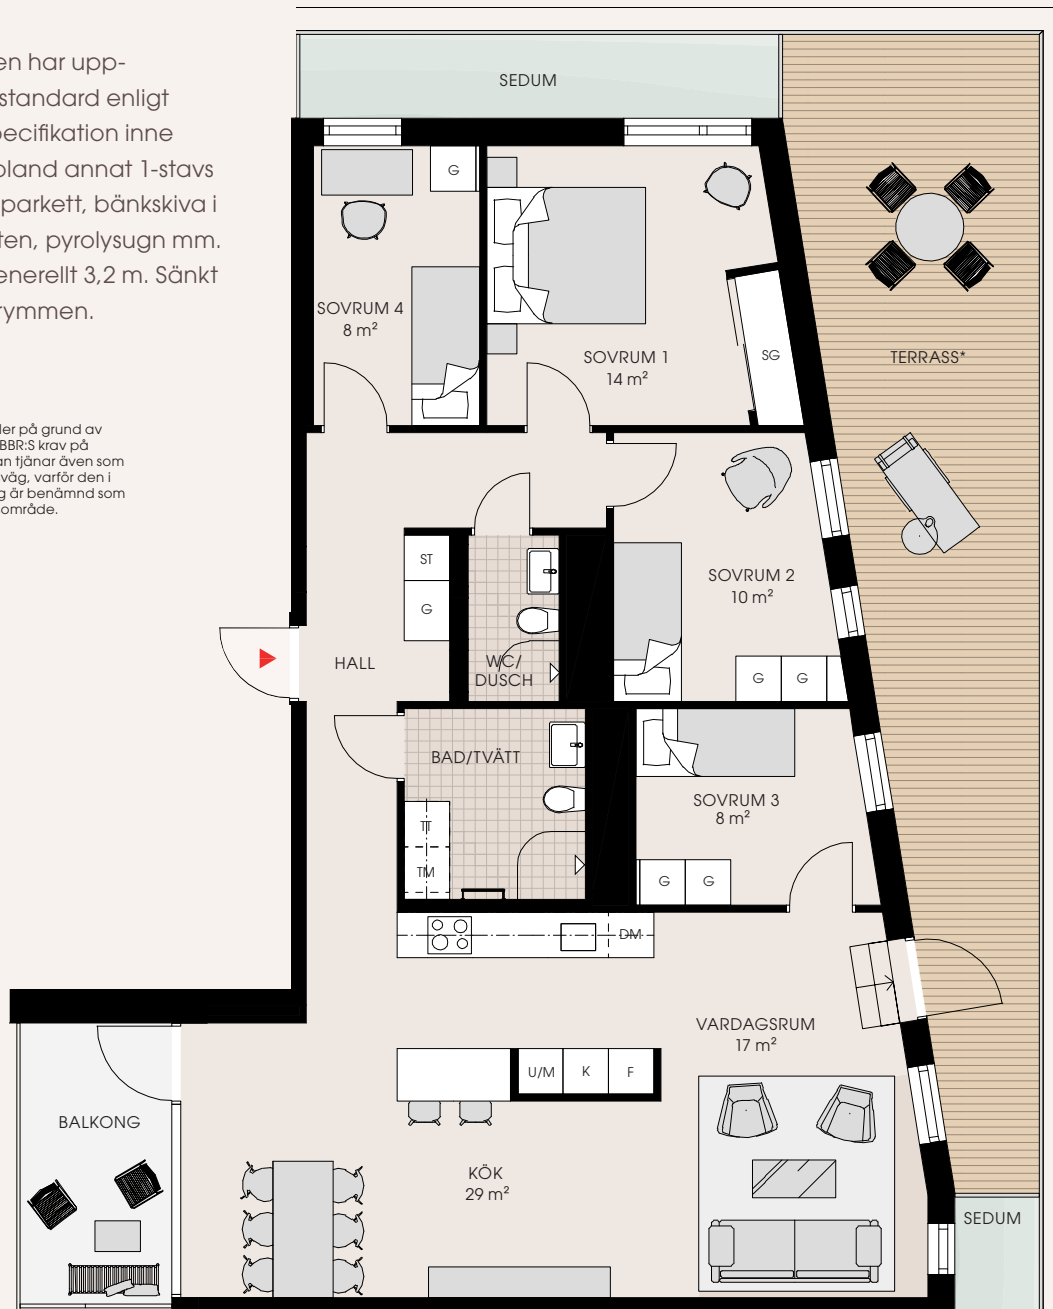 en har upp-
standard enligt
pecifikation inne
bland annat 1-stavs
parkett, bänkskiva i
ten, pyrolysugn mm.
enerellt 3,2 m. Sänkt
rymmen.
ler på grund av
BBR:S krav på
an tjänar även som
väg, varför den i
g är benämnd som
område.
SEDUM
G
SOVRUM 4
8 m²
SOVRUM 1
14 m²
SG
TERRASS*
ST
G
SOVRUM 2
10 m²
HALL
WC/
DUSCH
G
G
BAD/TVÄTT
SOVRUM 3
8 m²
TT
TM
G
G
DM
VARDAGSRUM
17 m²
U/M
K
F
BALKONG
KÖK
29 m²
SEDUM